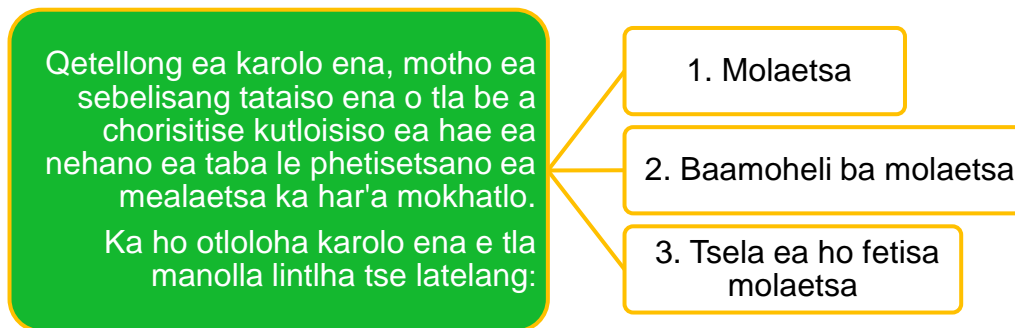 Qetellong ea karolo ena, motho ea
sebelisang tataiso ena o tla be a
chorisitise kutloisiso ea hae ea
nehano ea taba le phetisetsano ea
mealaetsa ka har'a mokhatlo.
Ka ho otloloha karolo ena e tla
manolla lintlha tse latelang:
1. Molaetsa
2. Baamoheli ba molaetsa
3. Tsela ea ho fetisa
molaetsa